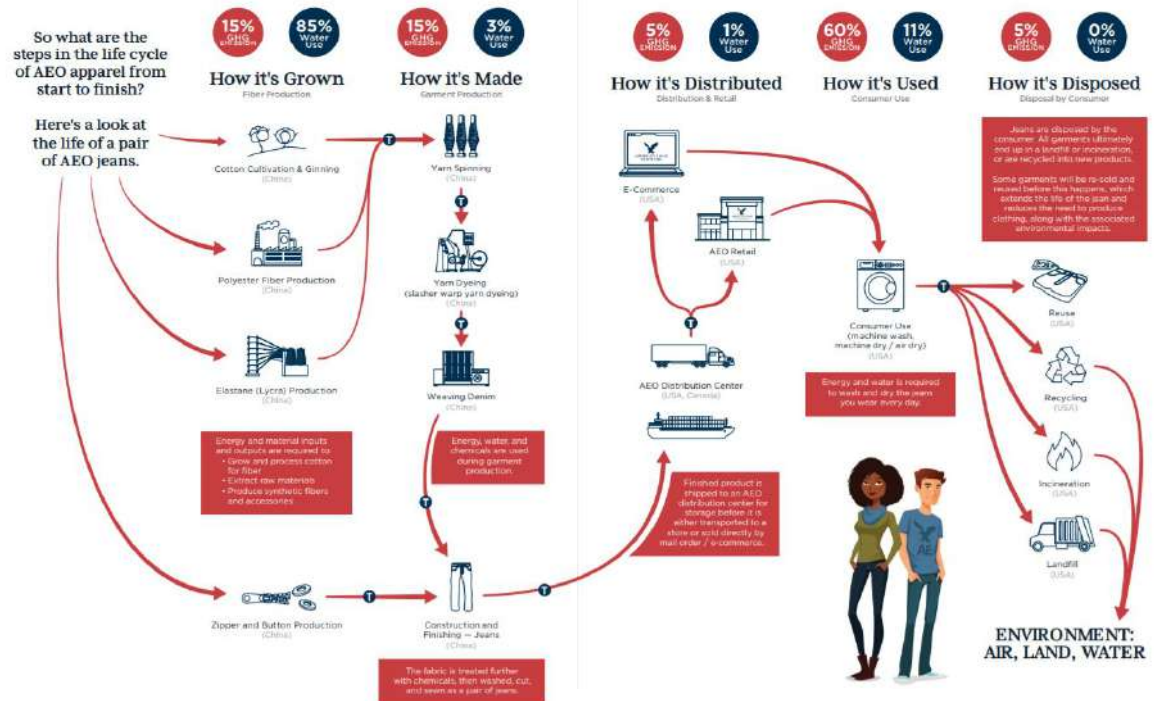 So what are the
steps in the life cycle
of AEO apparel from
start to finish?
Here's a look at
the life of a pair
of AEO jeans.
15%
GHG
EMISSION
85%
Water
Use
How it's Grown
Fiber Production
Cotton Cultivation & Ginning
(China)
Polyester Fiber Production
(China)
Elastane (Lycra) Production
(China)
Energy and material inputs
and outputs are required to
• Grow and process cotton
for fiber
• Extract raw materials
• Produce synthetic fibers
and accessories
Zipper and Button Production
(China)
15%
GHG
EMISSION
3%
Water
Use
How it's Made
Garment Production
T
Yarn Spinning
(China)
T
Yarn Dyeing
(slasher warp yarn dyeing)
(China)
T
Weaving Denim
(China)
Energy, water, and
chemicals are used
during garment
production.
T
T
Construction and
Finishing — Jeans
(China)
The fabric is treated further
with chemicals, then washed, cut,
and sewn as a pair of jeans.
T
5%
GHG
EMISSION
1%
Water
Use
How it's Distributed
Distribution & Retail
E-Commerce
(USA)
AEO Retail
(USA)
T
AEO Distribution Center
(USA, Canada)
Finished product is
shipped to an AEO
distribution center for
storage before it is
either transported to a
store or sold directly by
mail order / e-commerce.
60%
GHG
EMISSION
11%
Water
Use
How it's Used
Consumer Use
Consumer Use
(machine wash,
machine dry / air dry)
(USA)
Energy and water is required
to wash and dry the jeans
you wear every day.
AE
5%
GHG
EMISSION
0%
Water
Use
How it's Disposed
Disposal by Consumer
Jeans are disposed by the
consumer. All garments ultimately
end up in a landfill or incineration,
or are recycled into new products.
Some garments will be re-sold and
reused before this happens, which
extends the life of the jean and
reduces the need to produce
clothing, along with the associated
environmental impacts.
T
Reuse
(USA)
Recycling
(USA)
Incineration
(USA)
Landfill
(USA)
ENVIRONMENT:
AIR, LAND, WATER